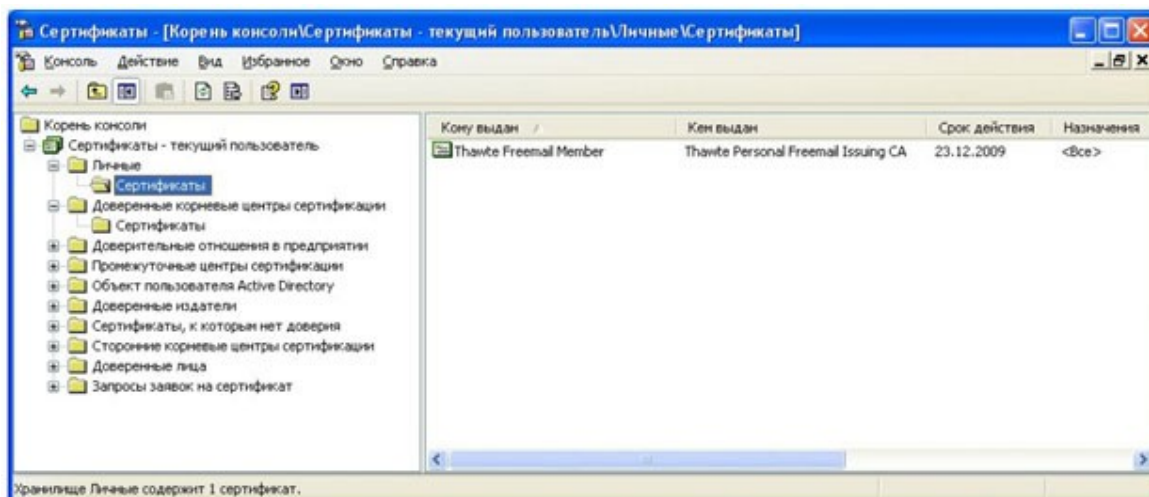 Сертификаты - [Корень консоли\Сертификаты - текущий пользователь\Личные\Сертификаты]
Консоль Действие Вид Избранное Окно Справка
Корень консоли
Сертификаты - текущий пользователь
Личные
Сертификаты
Доверенные корневые центры сертификации
Сертификаты
Доверительные отношения в предприятии
Промежуточные центры сертификации
Объект пользователя Active Directory
Доверенные издатели
Сертификаты, к которым нет доверия
Сторонние корневые центры сертификации
Доверенные лица
Запросы заявок на сертификат
Кому выдан Кем выдан Срок действия Назначения
Thawte Freemail Member Thawte Personal Freemail Issuing CA 23.12.2009 <Все>
Хранилище Личные содержит 1 сертификат.